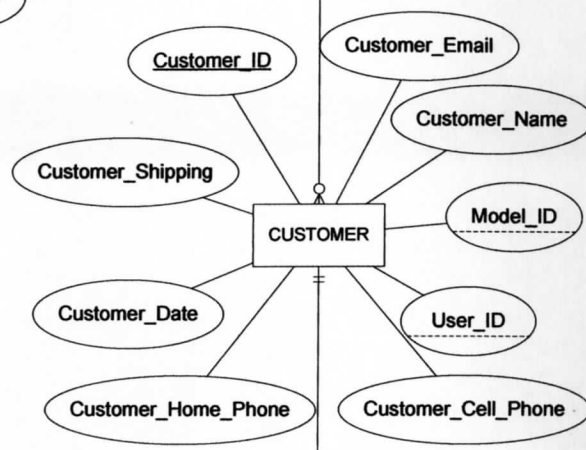 Customer_ID
Customer_Email
Customer_Name
Customer_Shipping
Model_ID
CUSTOMER
Customer_Date
User_ID
Customer_Home_Phone
Customer_Cell_Phone